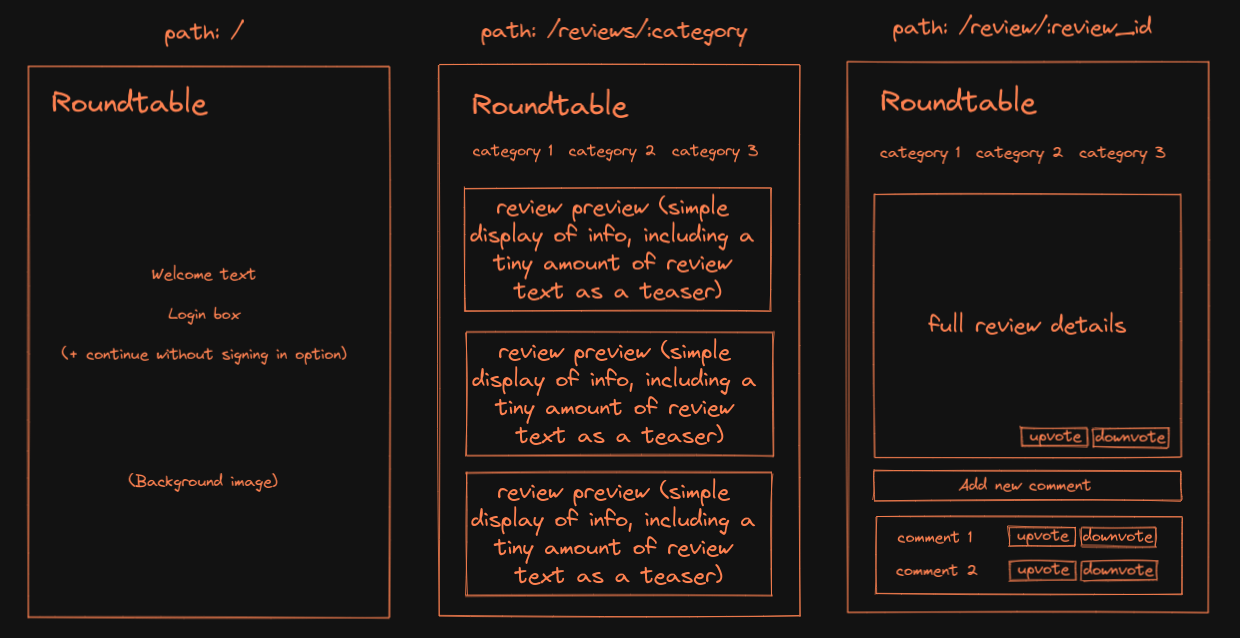 path: /
Roundtable
Welcome text
Login box
(+ continue without signing in option)
(Background image)
path: /reviews/:category
Roundtable
category 1 category 2 category 3
review preview (simple
display of info, including a
tiny amount of review
text as a teaser)
review preview (simple
display of info, including a
tiny amount of review
text as a teaser)
review preview (simple
display of info, including a
tiny amount of review
text as a teaser)
path: /review/:review_id
Roundtable
category 1 category 2 category 3
full review details
upvote downvote
Add new comment
comment 1 upvote downvote
comment 2 upvote downvote